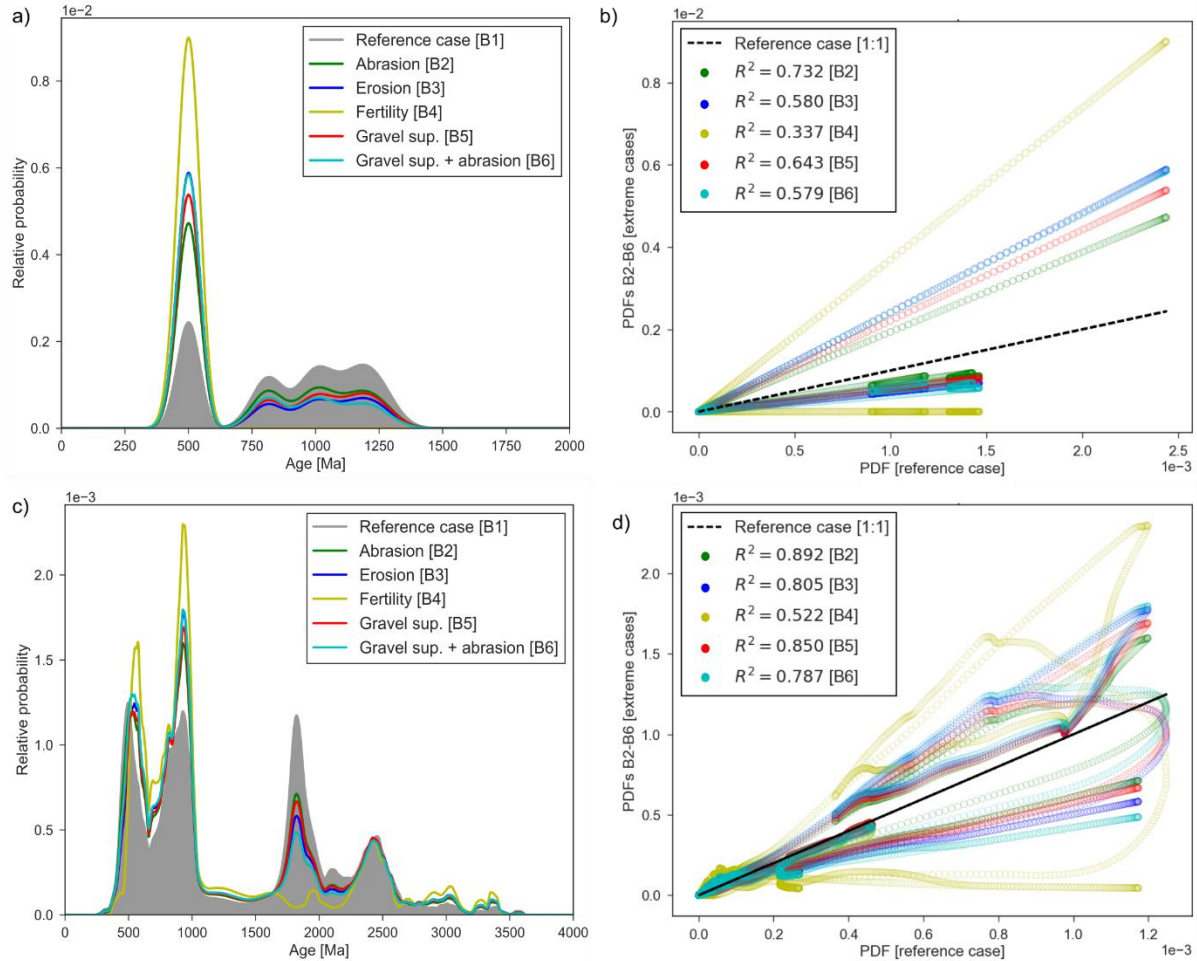 a)
1e−2
Relative probability
0.8
0.6
0.4
0.2
0.0
Reference case [B1]
Abrasion [B2]
Erosion [B3]
Fertility [B4]
Gravel sup. [B5]
Gravel sup. + abrasion [B6]
0 250 500 750 1000 1250 1500 1750 2000
Age [Ma]
b)
1e−2
PDFs B2-B6 [extreme cases]
0.8
0.6
0.4
0.2
0.0
Reference case [1:1]
R² = 0.732 [B2]
R² = 0.580 [B3]
R² = 0.337 [B4]
R² = 0.643 [B5]
R² = 0.579 [B6]
0.0 0.5 1.0 1.5 2.0 2.5
PDF [reference case]
1e−3
c)
1e−3
Relative probability
2.0
1.5
1.0
0.5
0.0
Reference case [B1]
Abrasion [B2]
Erosion [B3]
Fertility [B4]
Gravel sup. [B5]
Gravel sup. + abrasion [B6]
0 500 1000 1500 2000 2500 3000 3500 4000
Age [Ma]
d)
1e−3
PDFs B2-B6 [extreme cases]
2.0
1.5
1.0
0.5
0.0
Reference case [1:1]
R² = 0.892 [B2]
R² = 0.805 [B3]
R² = 0.522 [B4]
R² = 0.850 [B5]
R² = 0.787 [B6]
0.0 0.2 0.4 0.6 0.8 1.0 1.2
PDF [reference case]
1e−3